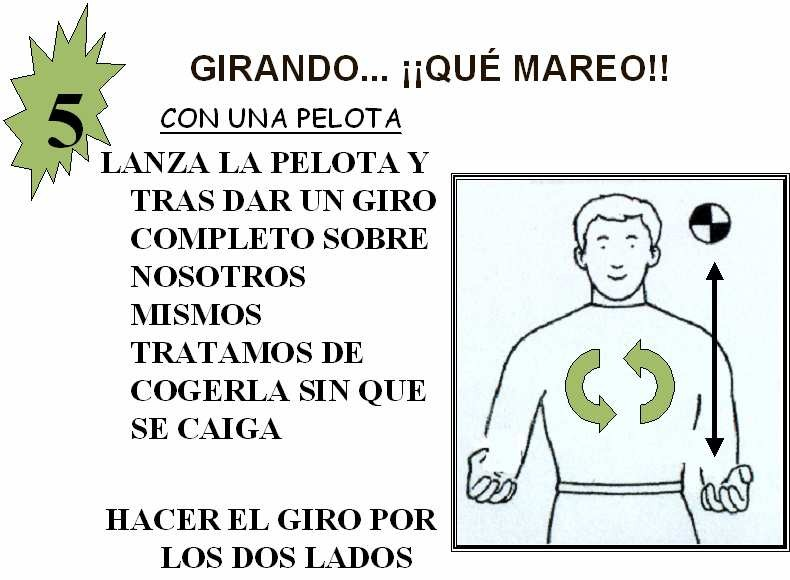 GIRANDO... ¡¡QUÉ MAREO!!
5
CON UNA PELOTA
LANZA LA PELOTA Y
TRAS DAR UN GIRO
COMPLETO SOBRE
NOSOTROS
MISMOS
TRATAMOS DE
COGERLA SIN QUE
SE CAIGA
HACER EL GIRO POR
LOS DOS LADOS